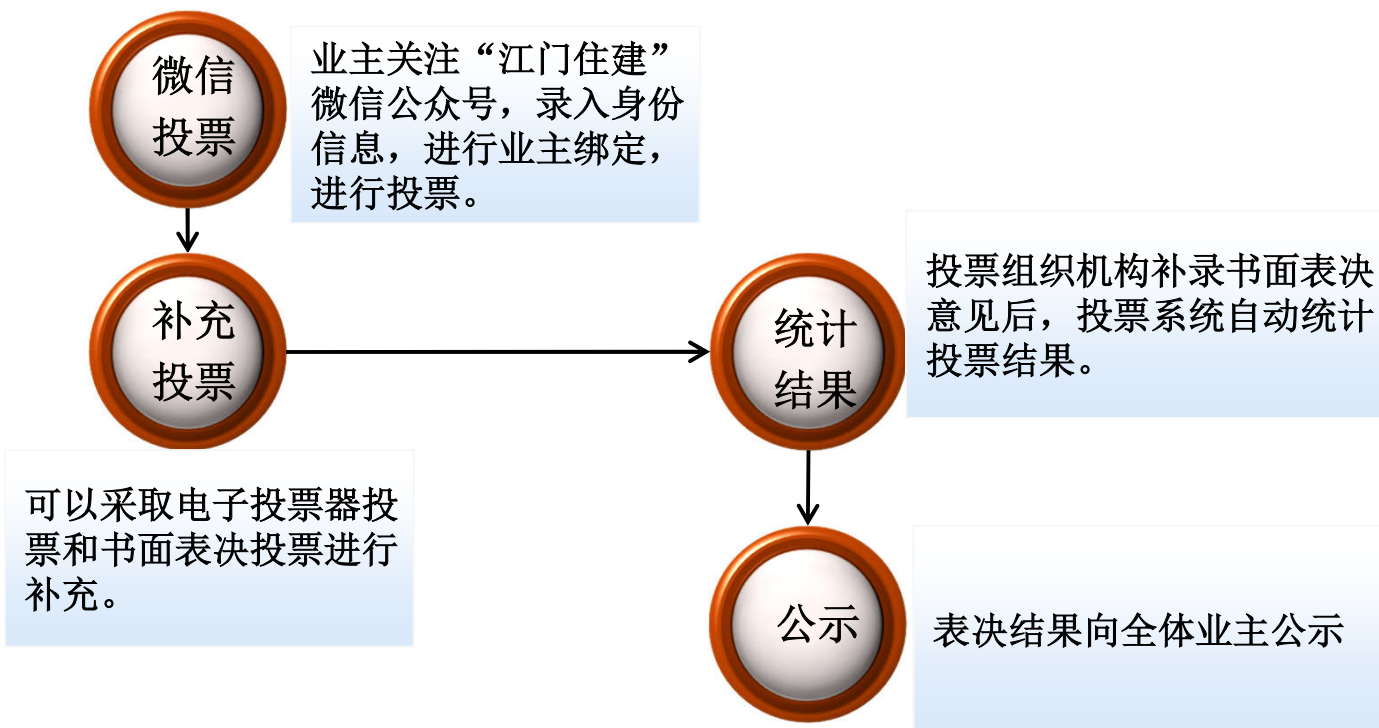 微信
投票
业主关注“江门住建”
微信公众号，录入身份
信息，进行业主绑定，
进行投票。
补充
投票
可以采取电子投票器投
票和书面表决投票进行
补充。
统计
结果
投票组织机构补录书面表决
意见后，投票系统自动统计
投票结果。
公示
表决结果向全体业主公示